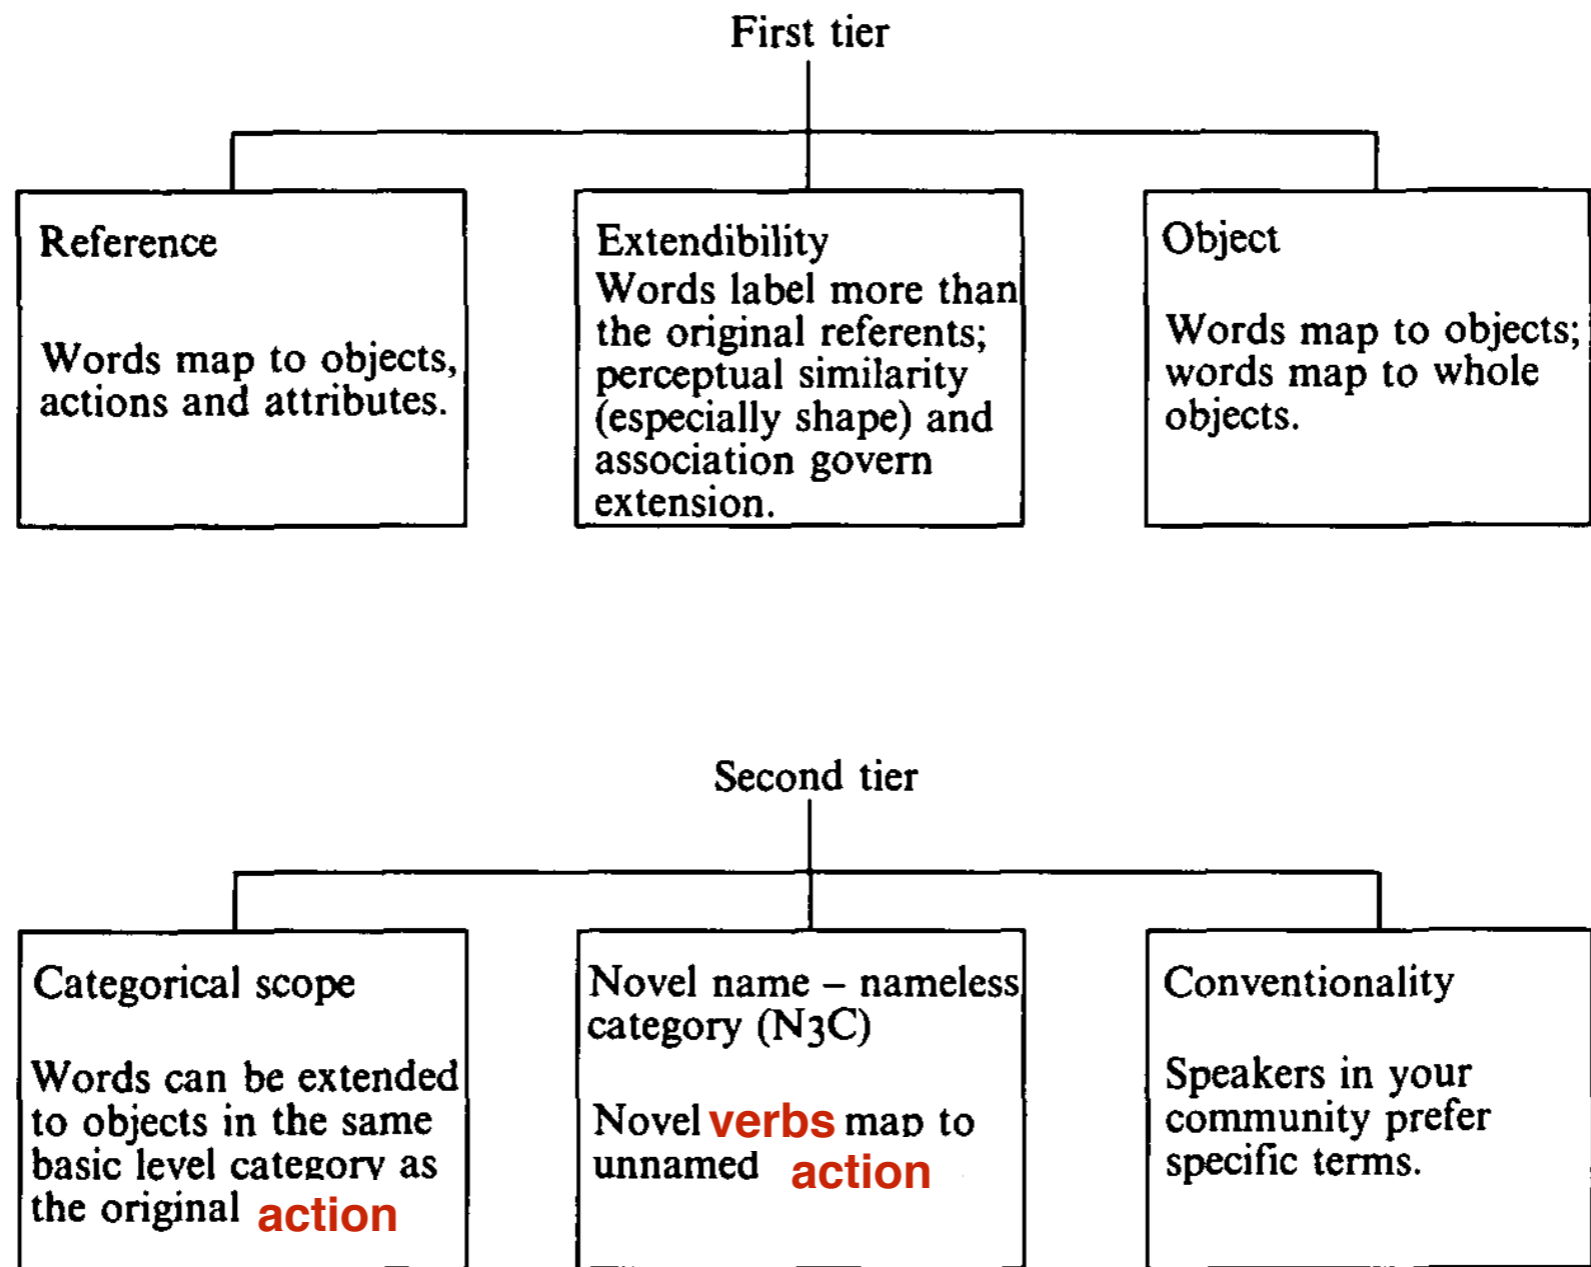 First tier
Reference
Words map to objects,
actions and attributes.
Extendibility
Words label more than
the original referents;
perceptual similarity
(especially shape) and
association govern
extension.
Object
Words map to objects;
words map to whole
objects.
Second tier
Categorical scope
Words can be extended
to objects in the same
basic level category as
the original action
Novel name – nameless
category (N3C)
Novel verbs map to
unnamed action
Conventionality
Speakers in your
community prefer
specific terms.